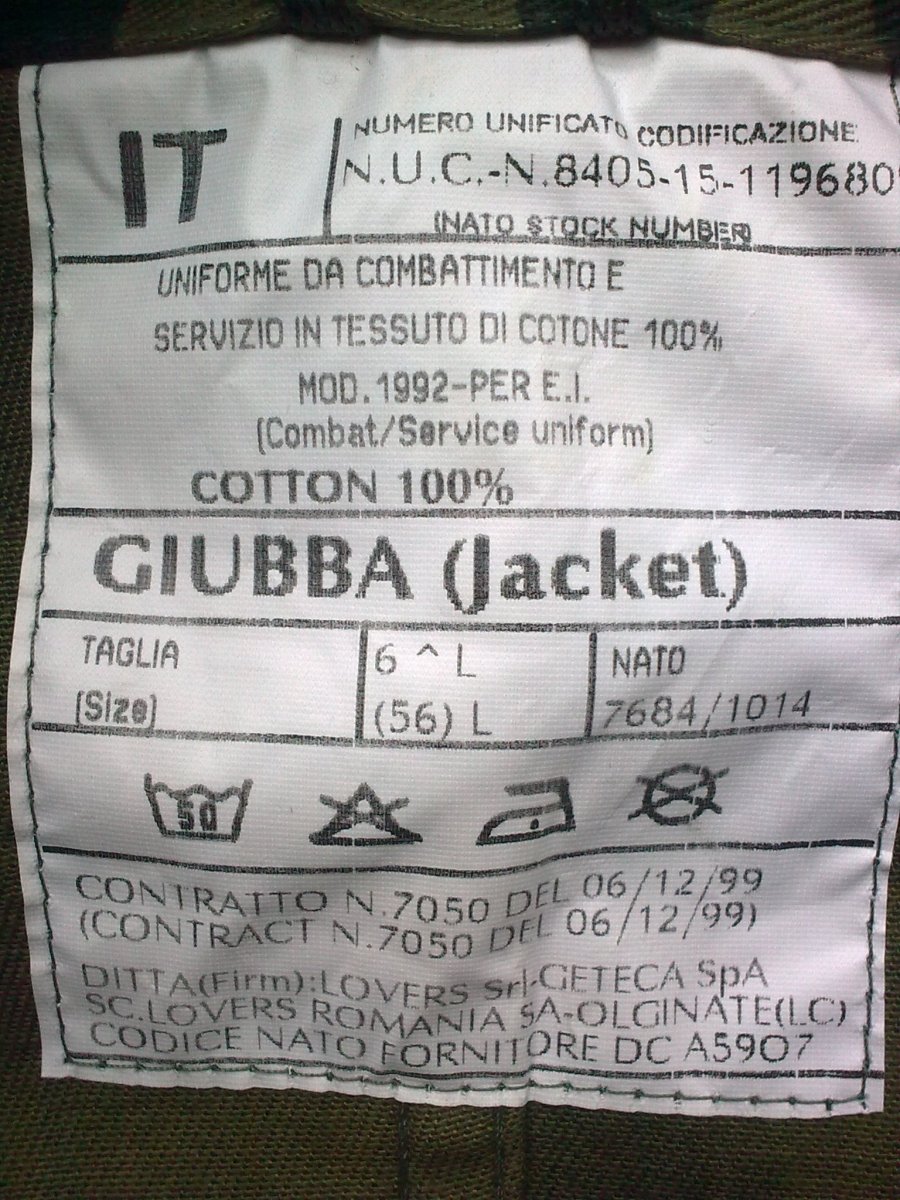 IT
NUMERO UNIFICATO CODIFICAZIONE
N.U.C.-N.8405-15-119680
(NATO STOCK NUMBER)
UNIFORME DA COMBATTIMENTO E
SERVIZIO IN TESSUTO DI COTONE 100%
MOD.1992-PER E.I.
(Combat/Service uniform)
COTTON 100%
GIUBBA (Jacket)
TAGLIA 6 ^ L NATO
(Size) (56) L 7684/1014
50
CONTRATTO N.7050 DEL 06/12/99
(CONTRACT N.7050 DEL 06/12/99)
DITTA(Firm):LOVERS Srl-GETECA SpA
SC.LOVERS ROMANIA SA-OLGINATE(LC)
CODICE NATO FORNITORE DC A5907